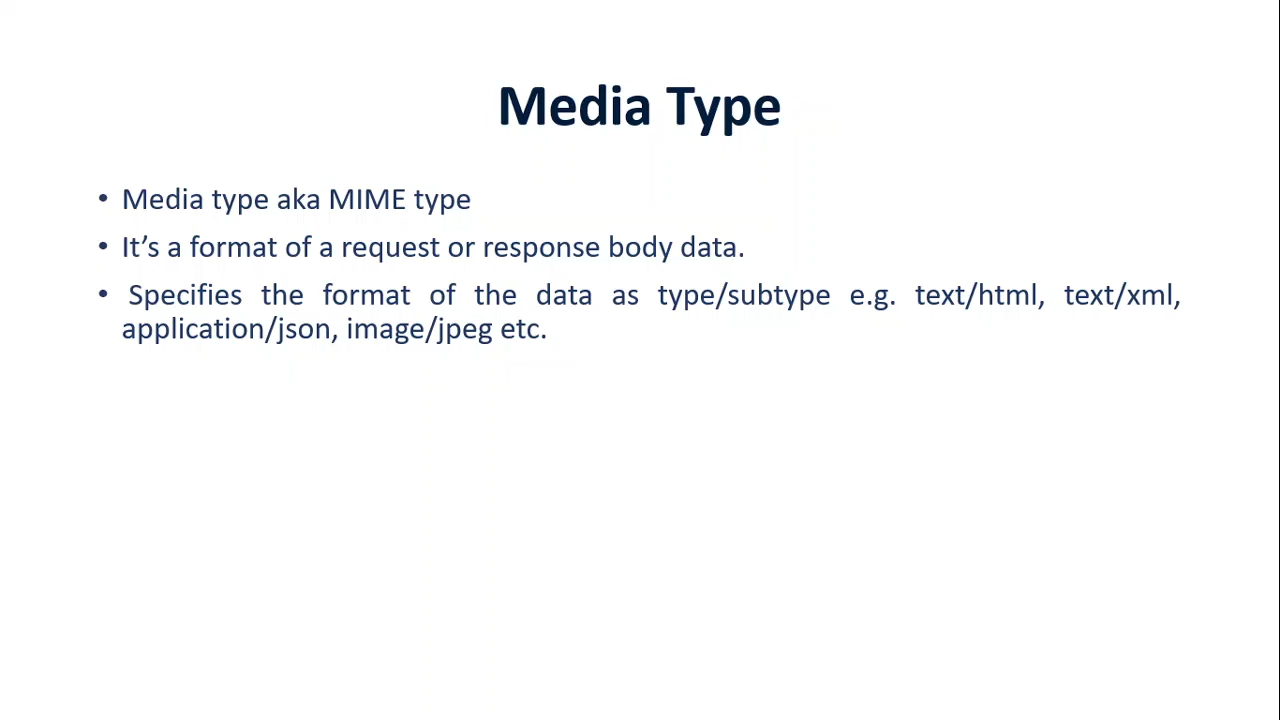 Media Type
• Media type aka MIME type
• It’s a format of a request or response body data.
• Specifies the format of the data as type/subtype e.g. text/html, text/xml,
application/json, image/jpeg etc.